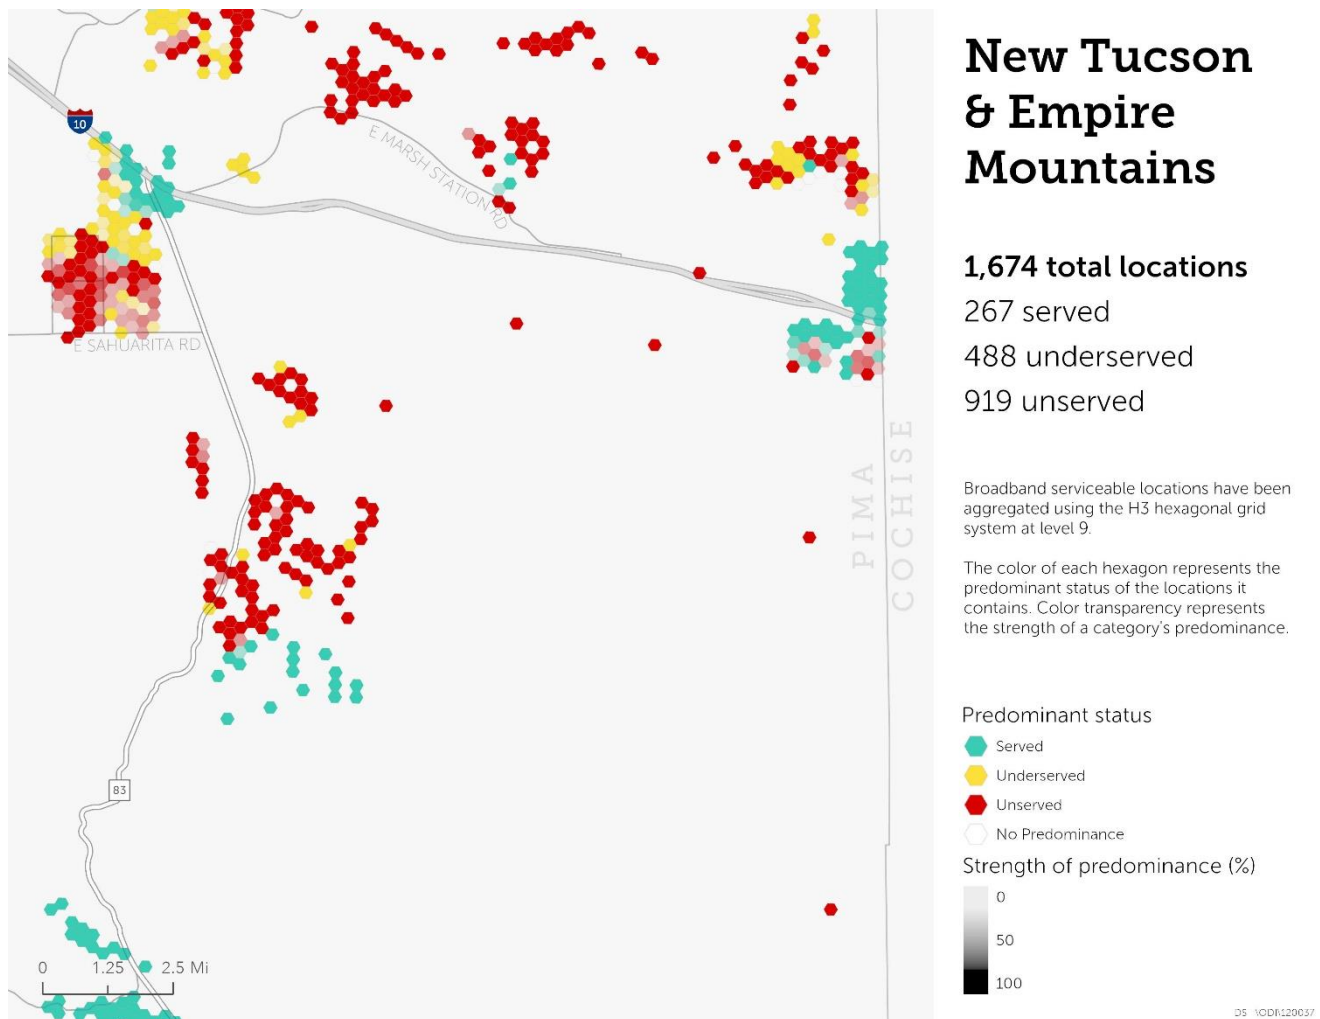 New Tucson
& Empire
Mountains
1,674 total locations
267 served
488 underserved
919 unserved
Broadband serviceable locations have been
aggregated using the H3 hexagonal grid
system at level 9.
The color of each hexagon represents the
predominant status of the locations it
contains. Color transparency represents
the strength of a category's predominance.
Predominant status
Served
Underserved
Unserved
No Predominance
Strength of predominance (%)
0
50
100
10
E MARSH STATION RD
E SAHUARITA RD
PIMA
COCHISE
83
0 1.25 2.5 Mi